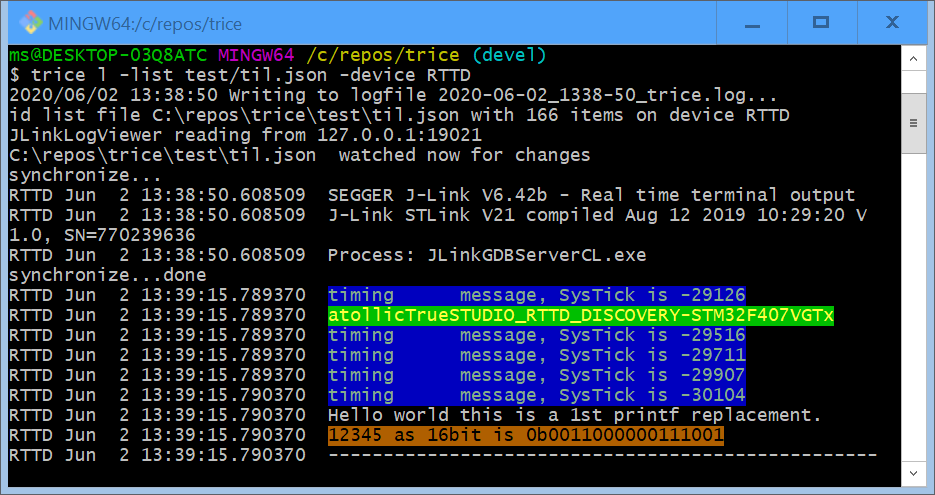 MINGW64:/c/repos/trice
ms@DESKTOP-03Q8ATC MINGW64 /c/repos/trice (devel)
$ trice l -list test/til.json -device RTTD
2020/06/02 13:38:50 Writing to logfile 2020-06-02_1338-50_trice.log...
id list file C:\repos\trice\test\til.json with 166 items on device RTTD
JLinkLogViewer reading from 127.0.0.1:19021
C:\repos\trice\test\til.json  watched now for changes
synchronize...
RTTD Jun  2 13:38:50.608509  SEGGER J-Link V6.42b - Real time terminal output
RTTD Jun  2 13:38:50.608509  J-Link STLink V21 compiled Aug 12 2019 10:29:20 V
1.0, SN=770239636
RTTD Jun  2 13:38:50.608509  Process: JLinkGDBServerCL.exe
synchronize...done
RTTD Jun  2 13:39:15.789370  timing      message, SysTick is -29126
RTTD Jun  2 13:39:15.789370  atollicTrueSTUDIO_RTTD_DISCOVERY-STM32F407VGTx
RTTD Jun  2 13:39:15.789370  timing      message, SysTick is -29516
RTTD Jun  2 13:39:15.789370  timing      message, SysTick is -29711
RTTD Jun  2 13:39:15.789370  timing      message, SysTick is -29907
RTTD Jun  2 13:39:15.790370  timing      message, SysTick is -30104
RTTD Jun  2 13:39:15.790370  Hello world this is a 1st printf replacement.
RTTD Jun  2 13:39:15.790370  12345 as 16bit is 0b0011000000111001
RTTD Jun  2 13:39:15.790370  --------------------------------------------------